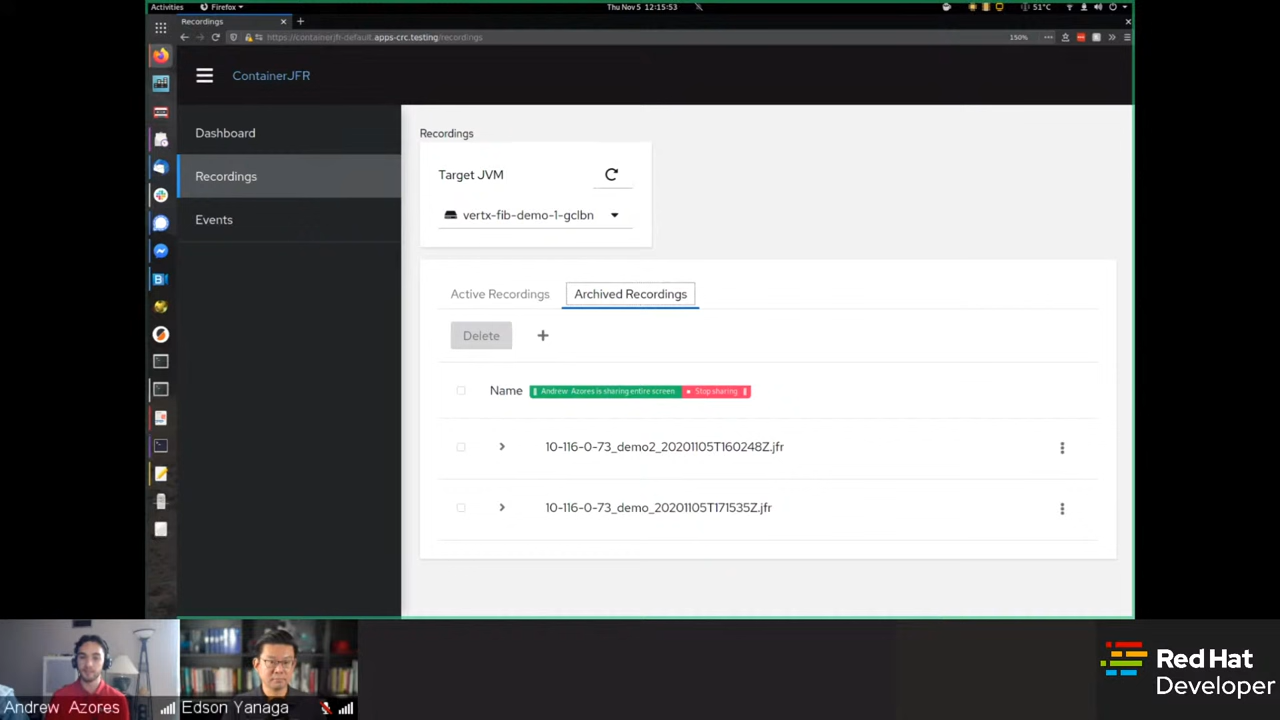 Activities
Firefox
Thu Nov 5 12:15:53
51°C
Recordings
https://containerjfr-default.apps-crc.testing/recordings
150%
ContainerJFR
Dashboard
Recordings
Events
Recordings
Target JVM
vertx-fib-demo-1-gclbn
Active Recordings
Archived Recordings
Delete
Name
Andrew Azores is sharing entire screen
Stop sharing
10-116-0-73_demo2_20201105T160248Z.jfr
10-116-0-73_demo_20201105T171535Z.jfr
Andrew Azores
Edson Yanaga
Red Hat
Developer